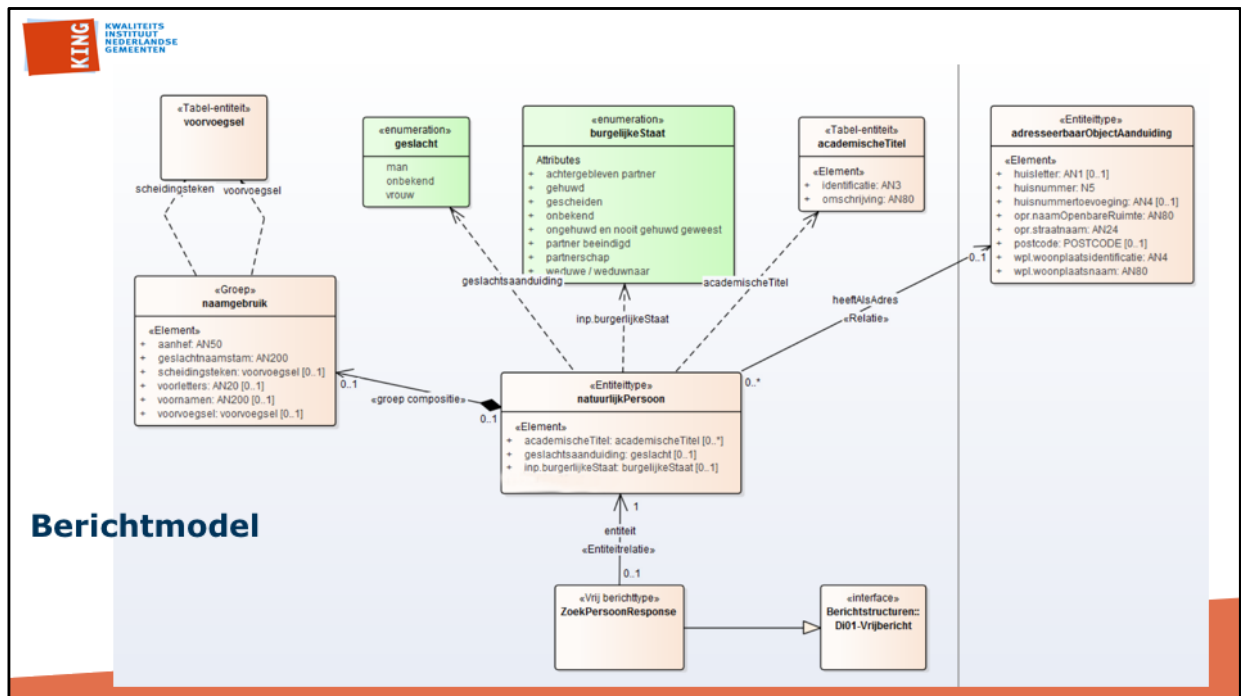 KING
KWALITEITS
INSTITUUT
NEDERLANDSE
GEMEENTEN
«Tabel-entiteit»
voorvoegsel
«enumeration»
geslacht
man
onbekend
vrouw
«enumeration»
burgelijkeStaat
Attributes
+ achtergebleven partner
+ gehuwd
+ gescheiden
+ onbekend
+ ongehuwd en nooit gehuwd geweest
+ partner beeindigd
+ partnerschap
+ weduwe / weduwnaar
«Tabel-entiteit»
academischeTitel
«Element»
+ identificatie: AN3
+ omschrijving: AN80
«Entiteittype»
adresseerbaarObjectAanduiding
«Element»
+ huisletter: AN1 [0..1]
+ huisnummer: N5
+ huisnummertoevoeging: AN4 [0..1]
+ opr.naamOpenbareRuimte: AN80
+ opr.straatnaam: AN24
+ postcode: POSTCODE [0..1]
+ wpl.woonplaatsidentificatie: AN4
+ wpl.woonplaatsnaam: AN80
scheidingsteken
voorvoegsel
geslachtsaanduiding
inp.burgerlijkeStaat
academischeTitel
0..1
heeftAlsAdres
«Relatie»
0..*
«Groep»
naamgebruik
«Element»
+ aanhef: AN50
+ geslachtnaamstam: AN200
+ scheidingsteken: voorvoegsel [0..1]
+ voorletters: AN20 [0..1]
+ voornamen: AN200 [0..1]
+ voorvoegsel: voorvoegsel [0..1]
0..1
«groep compositie»
0..1
«Entiteittype»
natuurlijkPersoon
«Element»
+ academischeTitel: academischeTitel [0..*]
+ geslachtsaanduiding: geslacht [0..1]
+ inp.burgerlijkeStaat: burgelijkeStaat [0..1]
Berichtmodel
1
entiteit
«Entiteitrelatie»
0..1
«Vrij berichttype»
ZoekPersoonResponse
«interface»
Berichtstructuren::
Di01-Vrijbericht